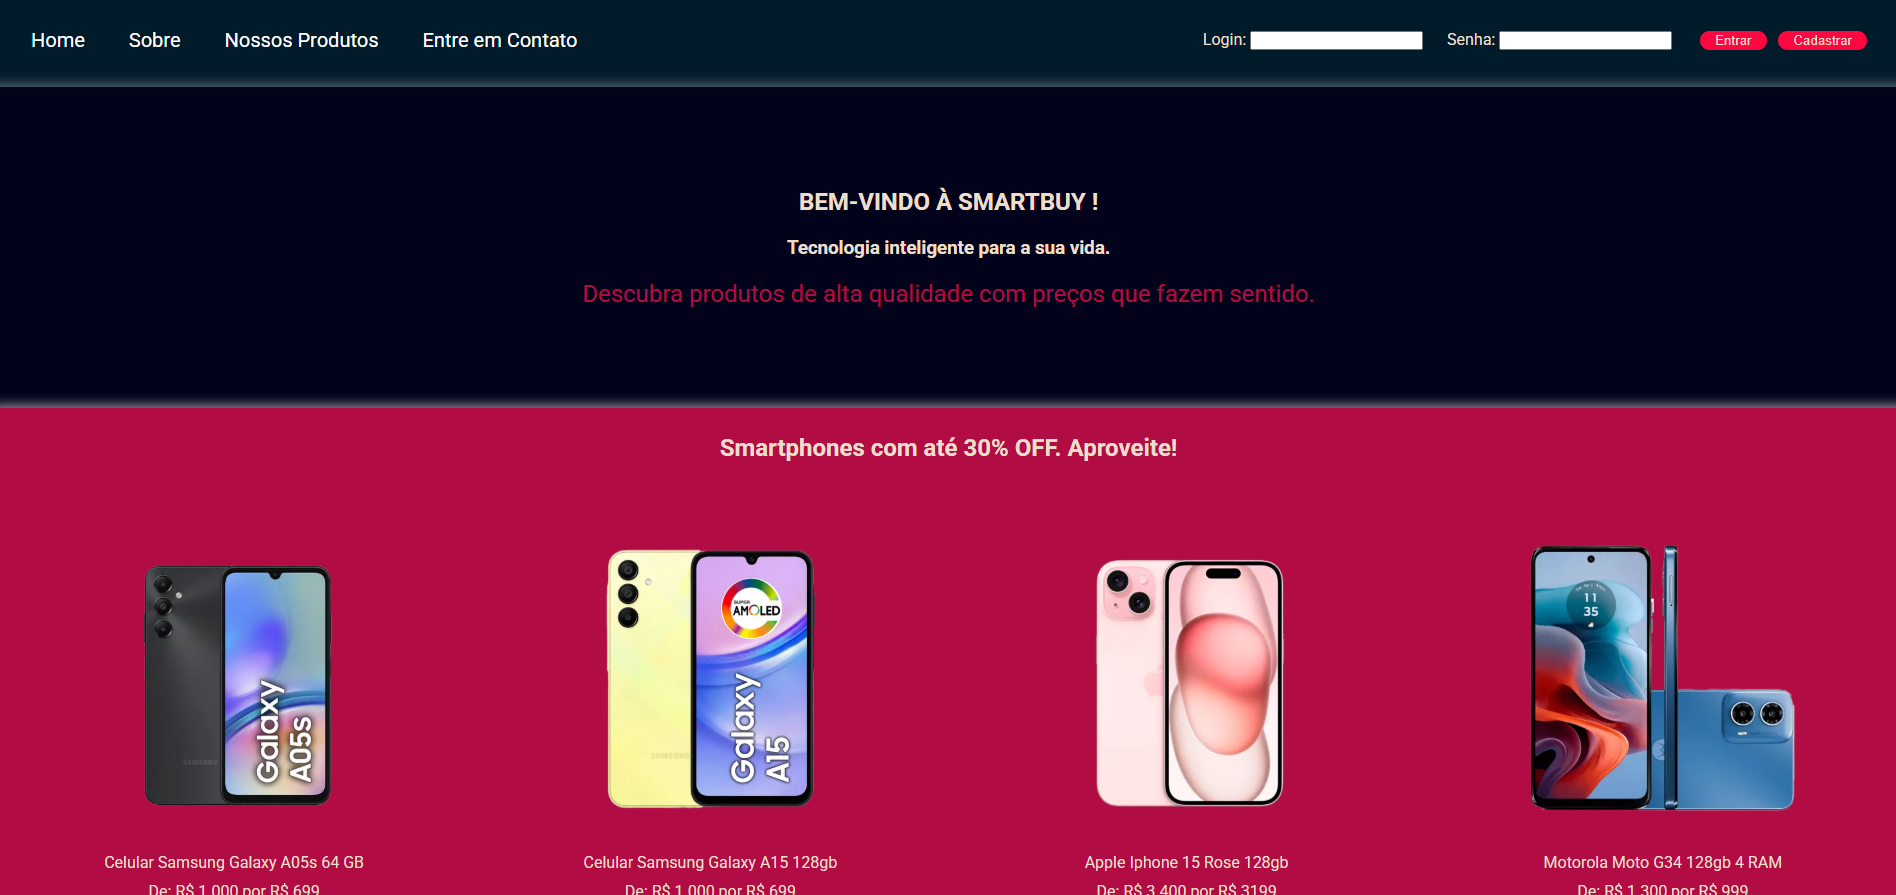 Home Sobre Nossos Produtos Entre em Contato Login: Senha: Entrar Cadastrar
BEM-VINDO À SMARTBUY !
Tecnologia inteligente para a sua vida.
Descubra produtos de alta qualidade com preços que fazem sentido.
Smartphones com até 30% OFF. Aproveite!
SAMSUNG
Galaxy
A05s
SUPER
AMOLED
SAMSUNG
Galaxy
A15
11
35
Celular Samsung Galaxy A05s 64 GB
De: R$ 1.000 por R$ 699
Celular Samsung Galaxy A15 128gb
De: R$ 1.000 por R$ 699
Apple Iphone 15 Rose 128gb
De: R$ 3.400 por R$ 3199
Motorola Moto G34 128gb 4 RAM
De: R$ 1.300 por R$ 999